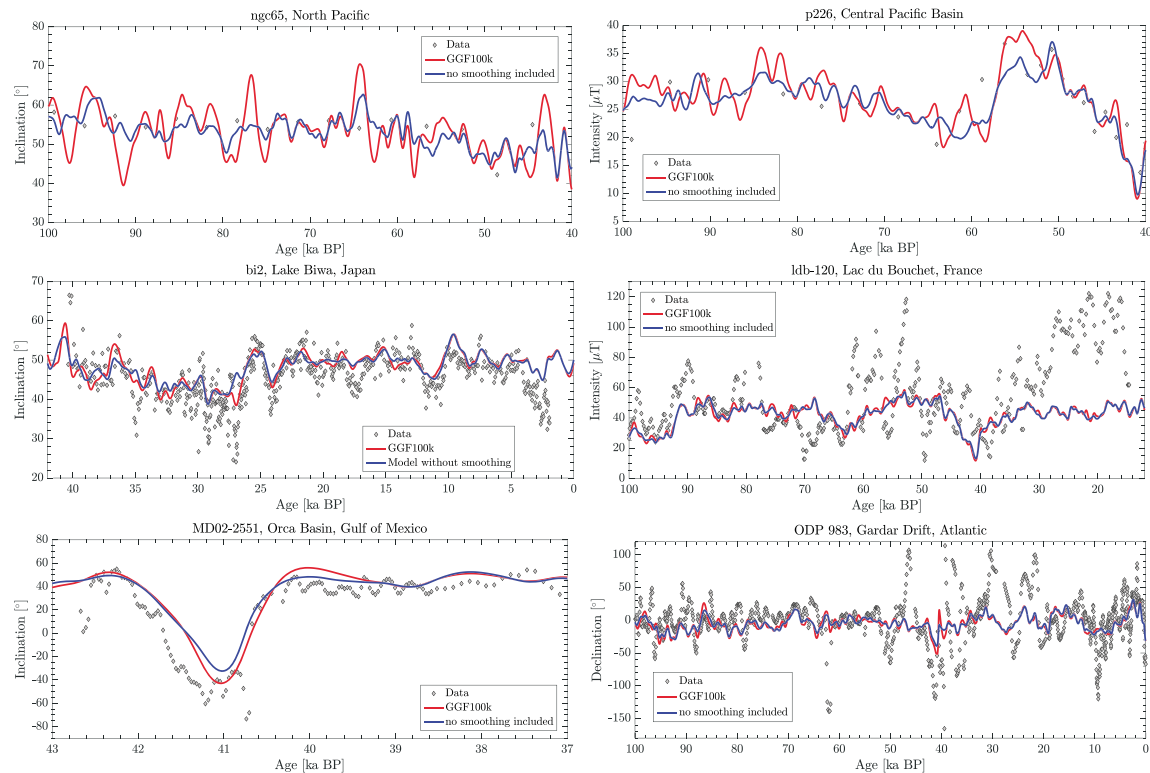 ngc65, North Pacific
80
70
60
50
40
30
Inclination [°]
Data
GGF100k
no smoothing included
100
90
80
70
60
50
40
Age [ka BP]
p226, Central Pacific Basin
40
35
30
25
20
15
10
5
Intensity [μT]
Data
GGF100k
no smoothing included
100
90
80
70
60
50
40
Age [ka BP]
bi2, Lake Biwa, Japan
70
60
50
40
30
20
Inclination [°]
Data
GGF100k
Model without smoothing
40
35
30
25
20
15
10
5
0
Age [ka BP]
ldb-120, Lac du Bouchet, France
120
100
80
60
40
20
0
Intensity [μT]
Data
GGF100k
no smoothing included
100
90
80
70
60
50
40
30
20
Age [ka BP]
MD02-2551, Orca Basin, Gulf of Mexico
80
60
40
20
0
-20
-40
-60
-80
Inclination [°]
Data
GGF100k
no smoothing included
43
42
41
40
39
38
37
Age [ka BP]
ODP 983, Gardar Drift, Atlantic
100
50
0
-50
-100
-150
Declination [°]
Data
GGF100k
no smoothing included
100
90
80
70
60
50
40
30
20
10
0
Age [ka BP]